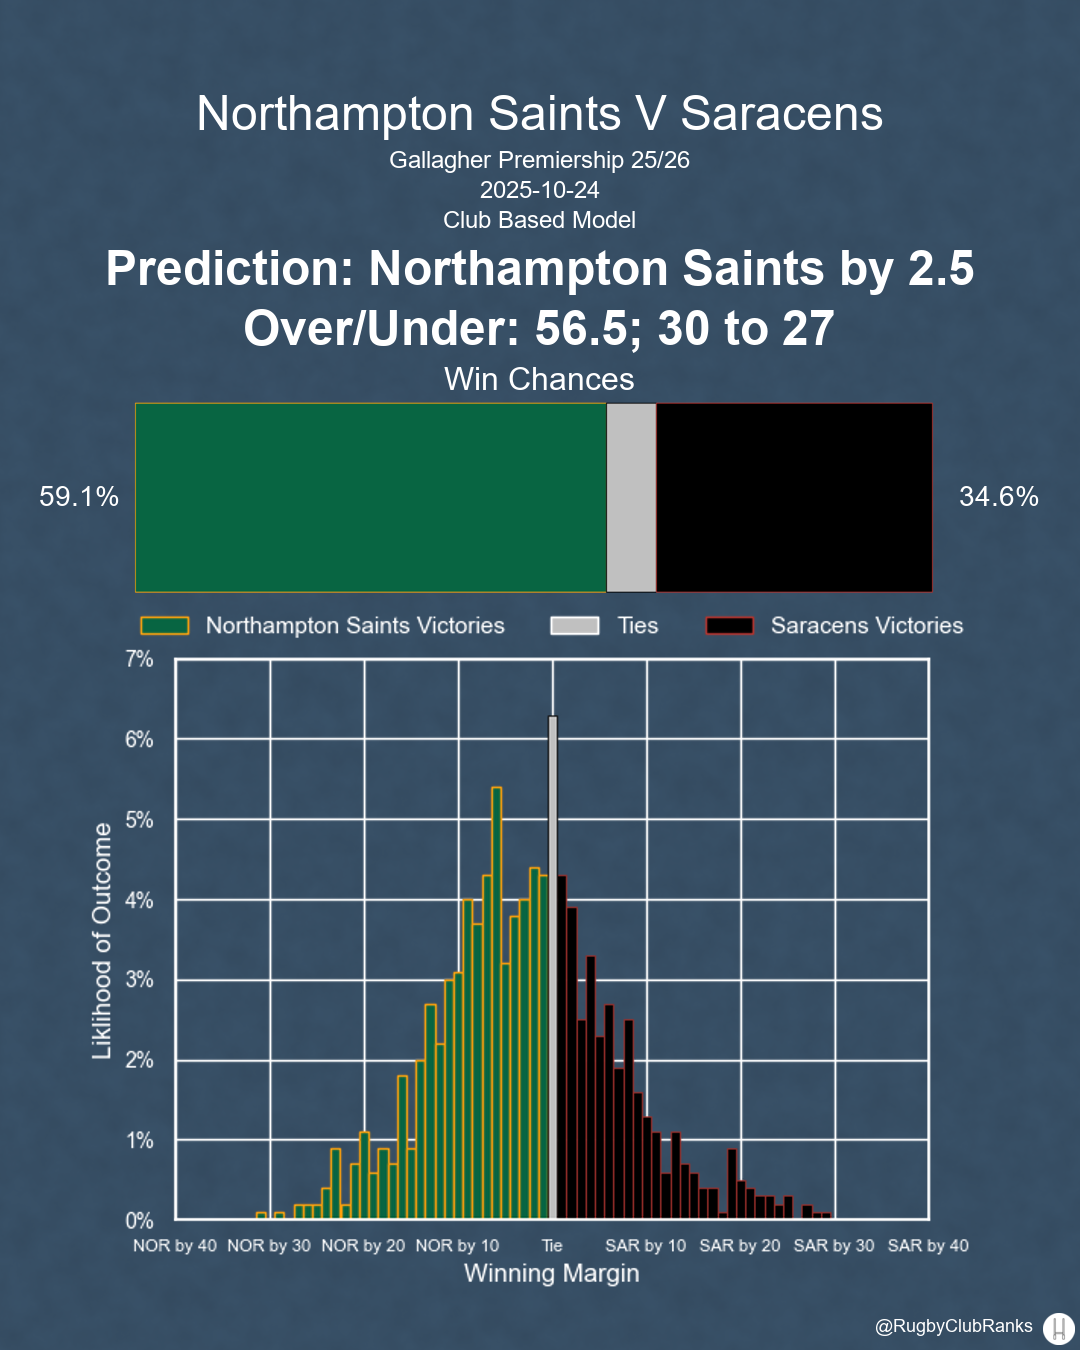 Northampton Saints V Saracens
Gallagher Premiership 25/26
2025-10-24
Club Based Model
Prediction: Northampton Saints by 2.5
Over/Under: 56.5; 30 to 27
Win Chances
59.1%
34.6%
Northampton Saints Victories
Ties
Saracens Victories
7%
6%
5%
4%
3%
2%
1%
0%
Liklihood of Outcome
NOR by 40 NOR by 30 NOR by 20 NOR by 10 Tie SAR by 10 SAR by 20 SAR by 30 SAR by 40
Winning Margin
@RugbyClubRanks